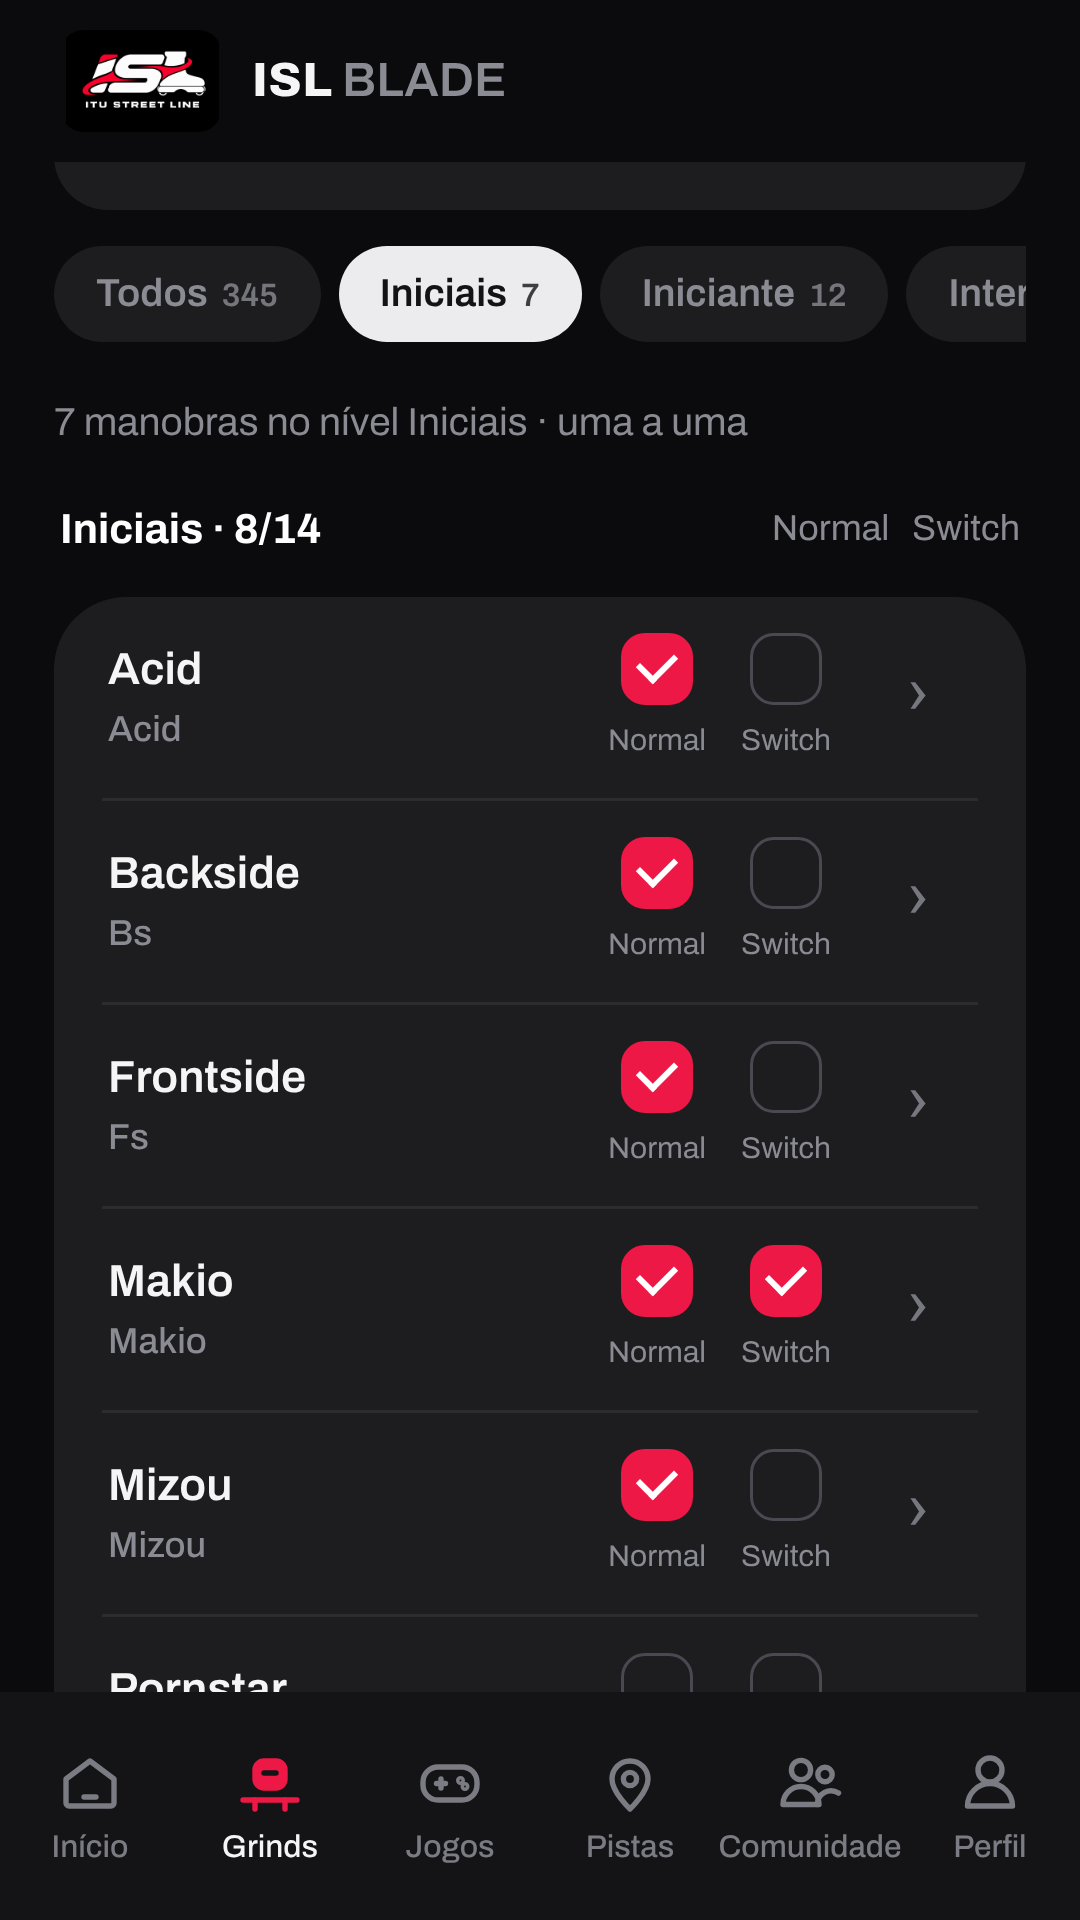 ISL
ITU STREET LINE
ISL BLADE
Todos 345
Iniciais 7
Iniciante 12
Inter
7 manobras no nível Iniciais · uma a uma
Iniciais · 8/14
Normal Switch
Acid
Acid
Normal Switch
Backside
Bs
Normal Switch
Frontside
Fs
Normal Switch
Makio
Makio
Normal Switch
Mizou
Mizou
Normal Switch
Pornstar
Início
Grinds
Jogos
Pistas
Comunidade
Perfil